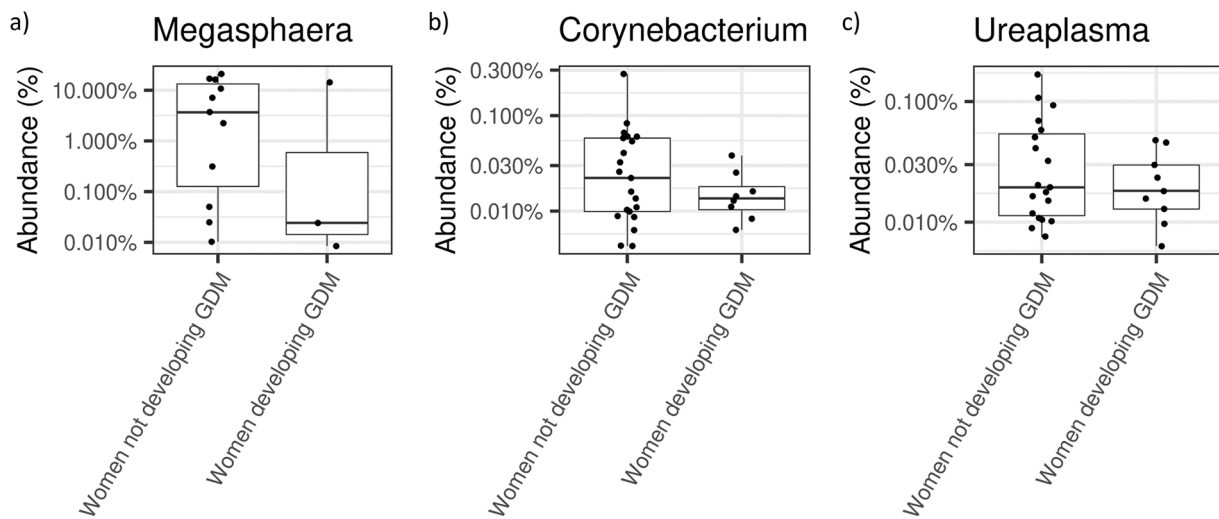 a) Megasphaera
Abundance (%)
10.000%
1.000%
0.100%
0.010%
Women not developing GDM
Women developing GDM
b) Corynebacterium
Abundance (%)
0.300%
0.100%
0.030%
0.010%
Women not developing GDM
Women developing GDM
c) Ureaplasma
Abundance (%)
0.100%
0.030%
0.010%
Women not developing GDM
Women developing GDM